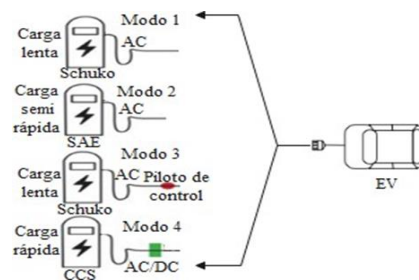 Modo 1
Carga lenta
AC
Schuko
Modo 2
Carga semi rápida
AC
SAE
Modo 3
Carga lenta
AC
Piloto de control
Schuko
Modo 4
Carga rápida
AC/DC
CCS
EV